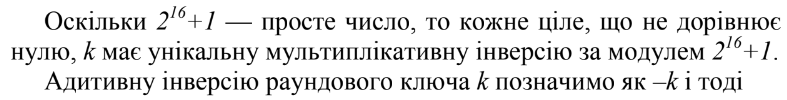 Оскільки 2^16+1 — просте число, то кожне ціле, що не дорівнює
нулю, k має унікальну мультиплікативну інверсію за модулем 2^16+1.
Адитивну інверсію раундового ключа k позначимо як –k і тоді